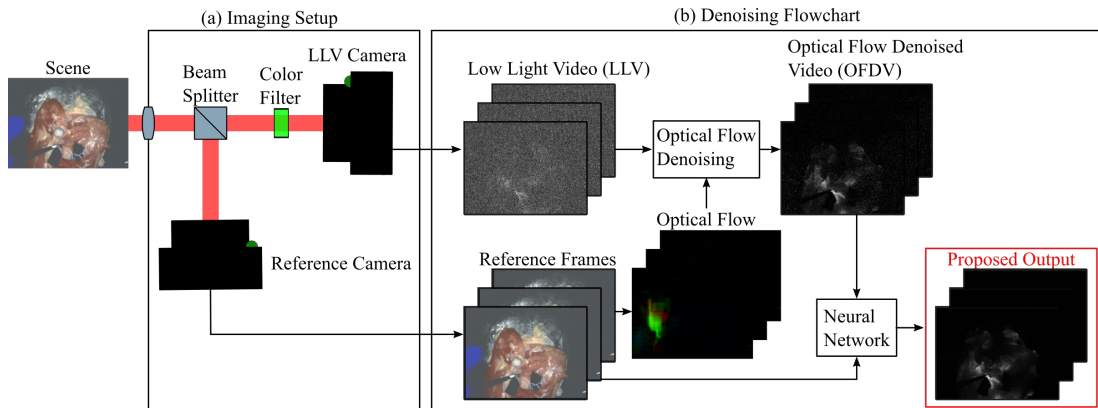 (a) Imaging Setup
(b) Denoising Flowchart
Scene
Beam
Splitter
Color
Filter
LLV Camera
Reference Camera
Low Light Video (LLV)
Optical Flow
Denoising
Optical Flow Denoised
Video (OFDV)
Optical Flow
Reference Frames
Neural
Network
Proposed Output